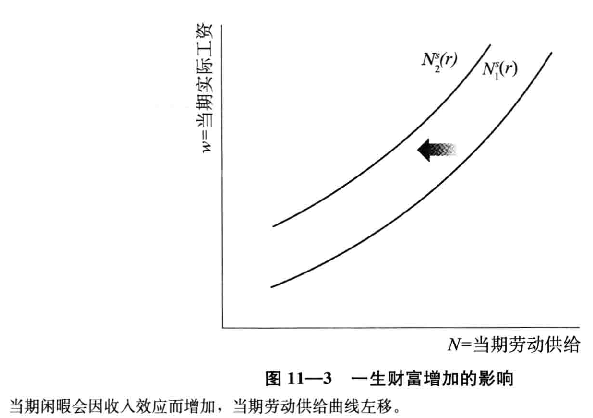 w=当期实际工资
N₂ˢ(r)
N₁ˢ(r)
N=当期劳动供给
图 11—3 一生财富增加的影响
当期闲暇会因收入效应而增加，当期劳动供给曲线左移。